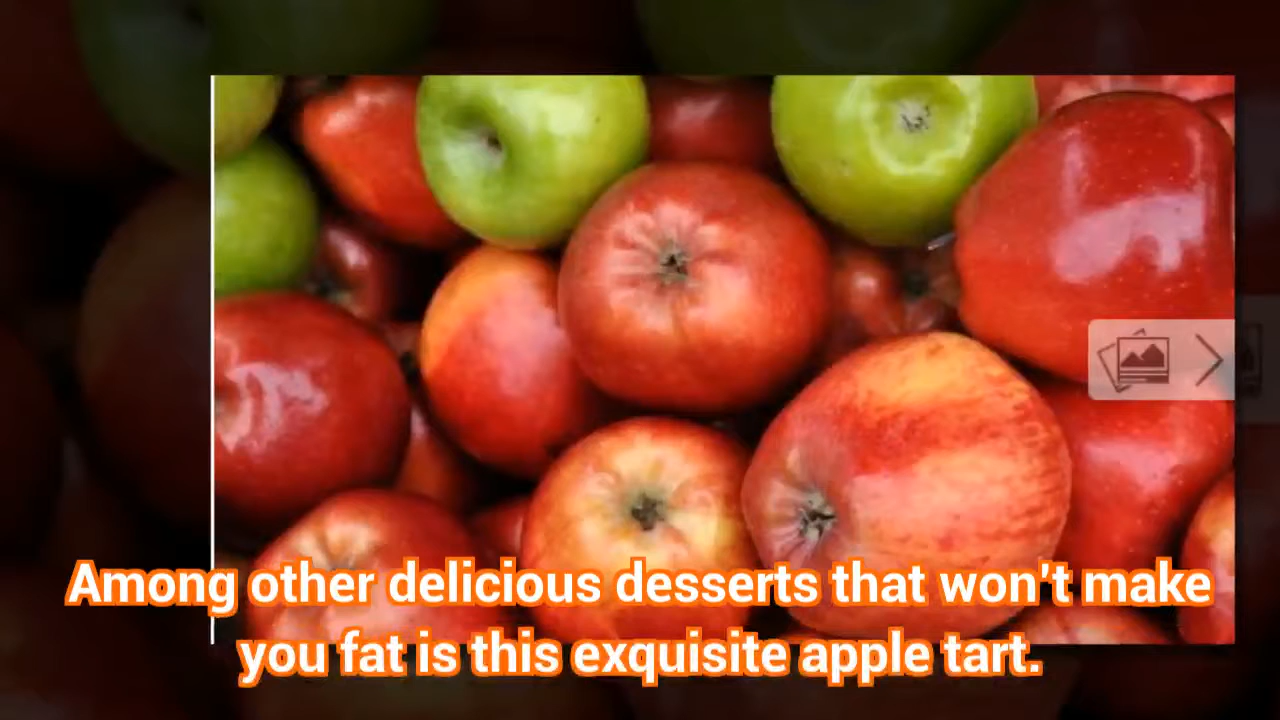 Among other delicious desserts that won't make
you fat is this exquisite apple tart.